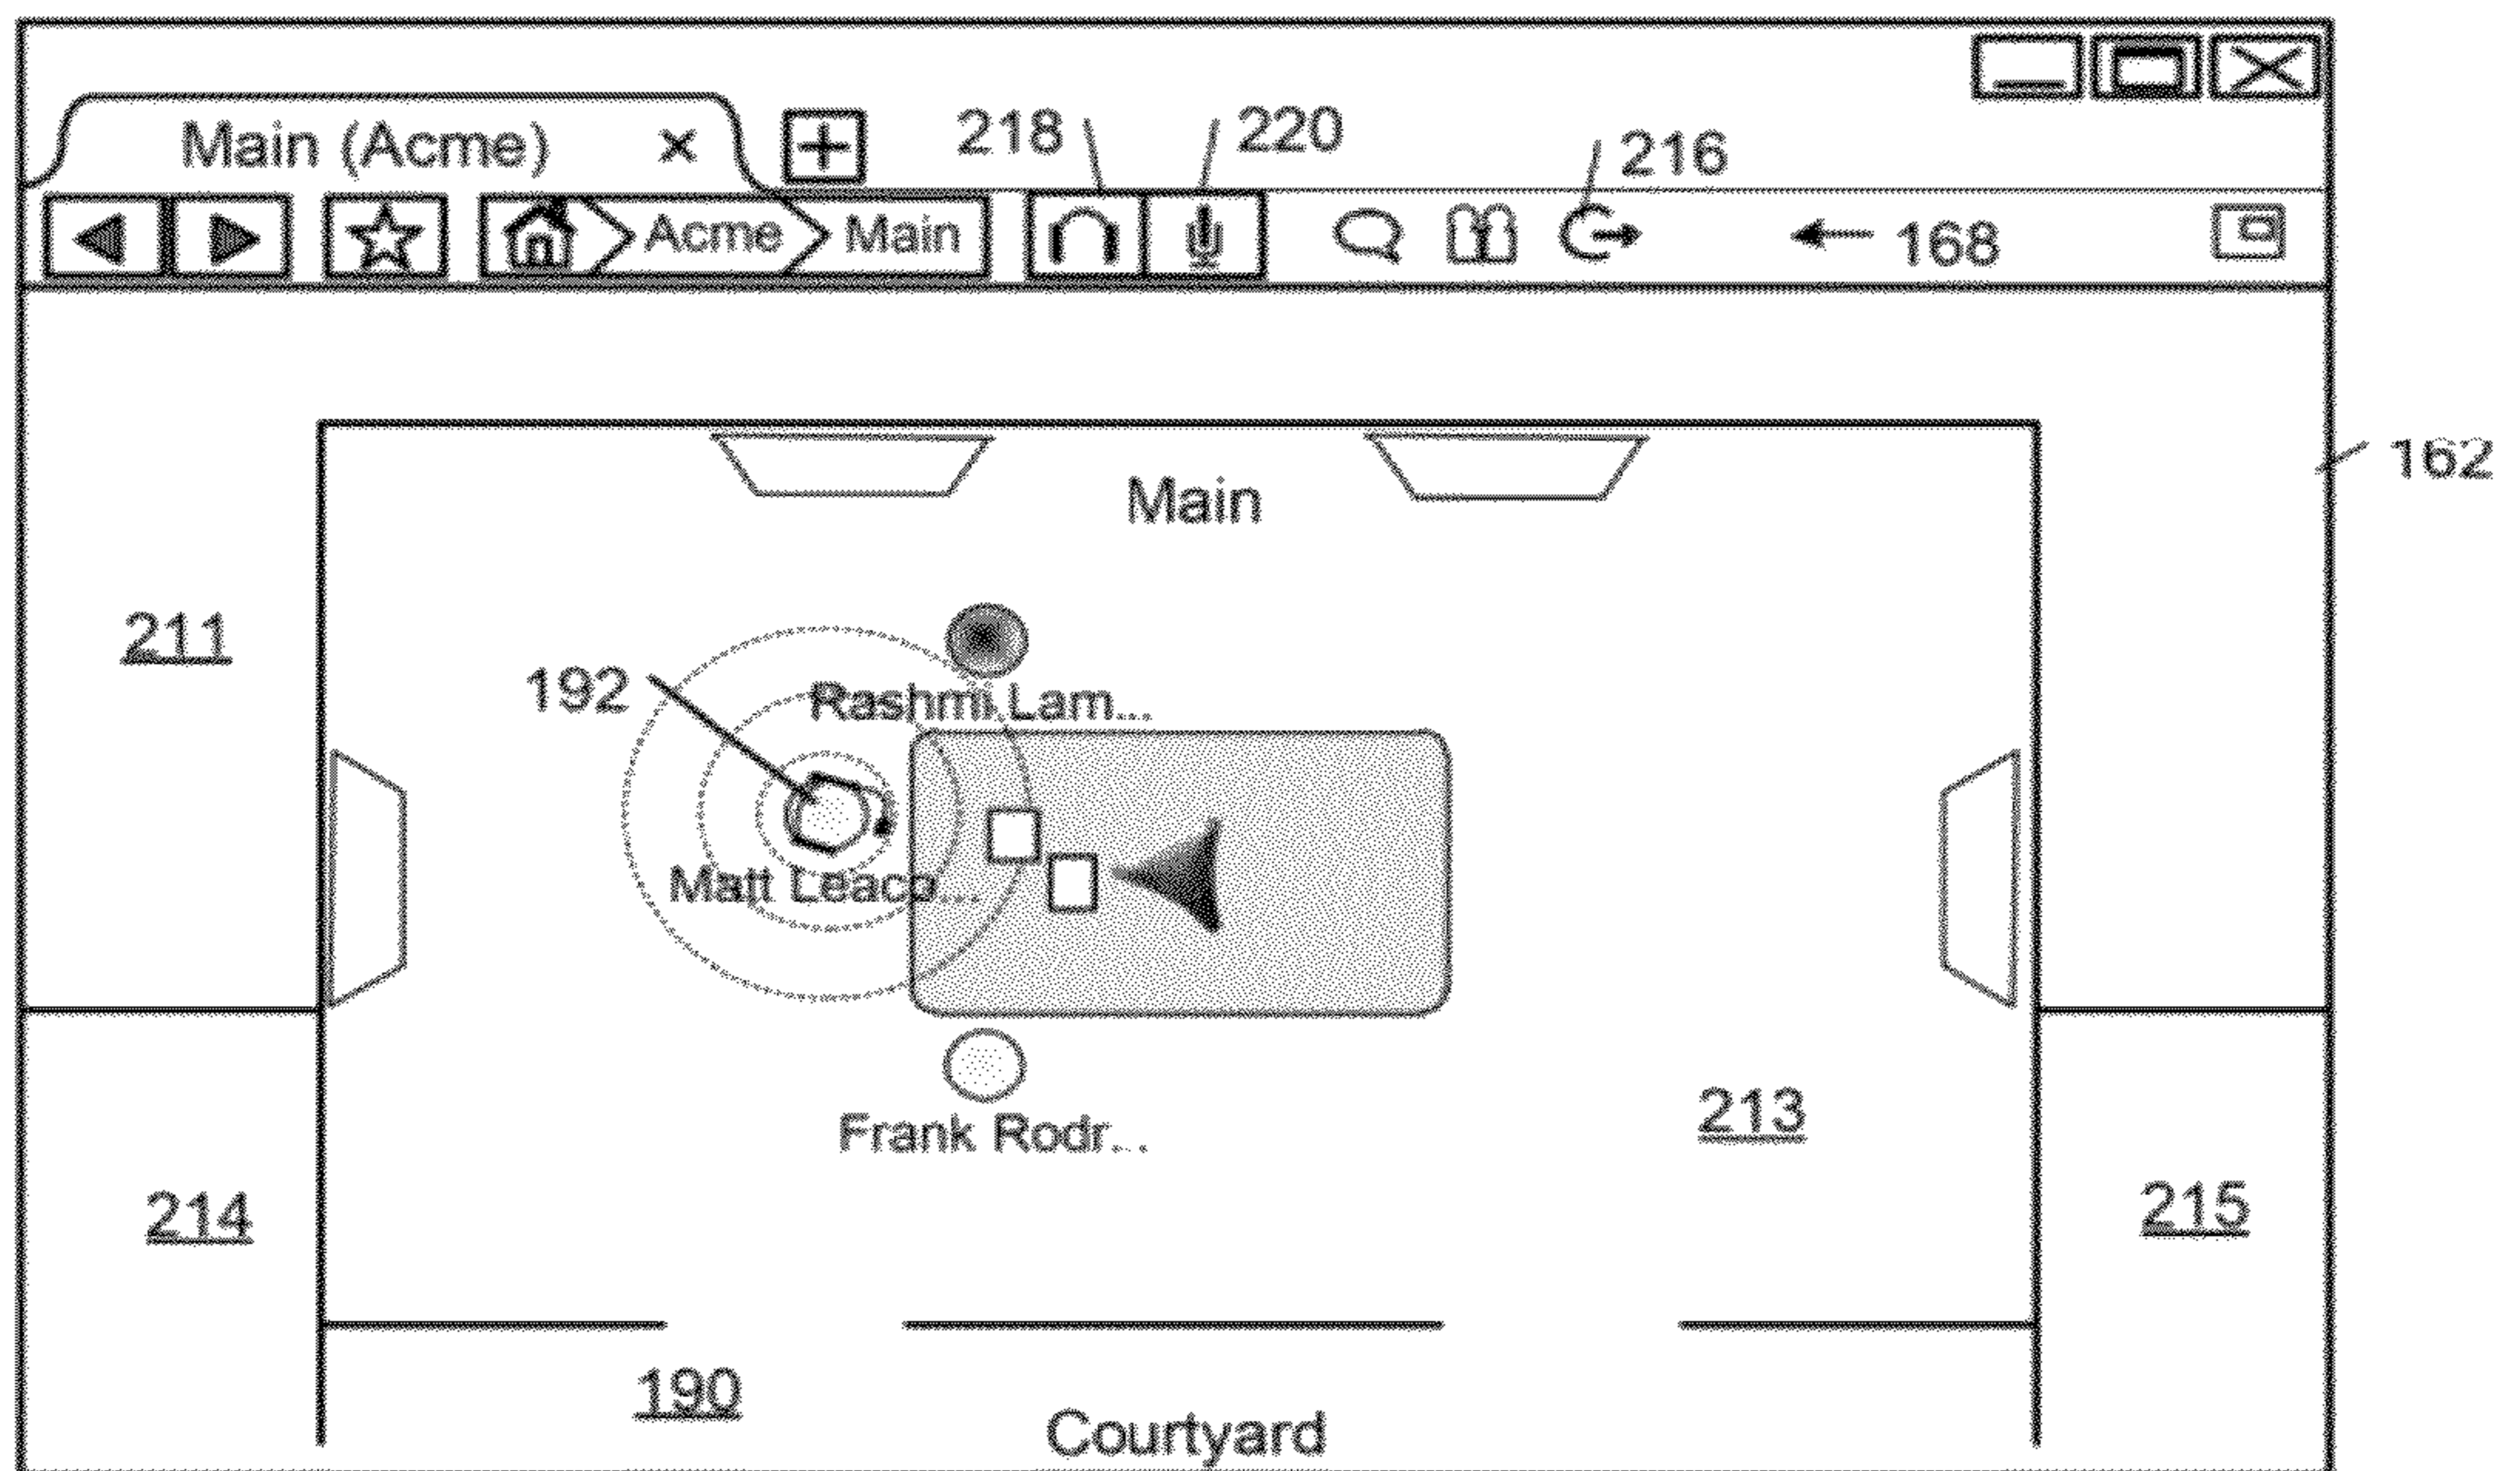 218 220
Main (Acme) × 216
Acme Main 168
Main
162
211
192
Rashmi Lam...
Matt Leaco...
213
Frank Rodr...
214
215
190
Courtyard